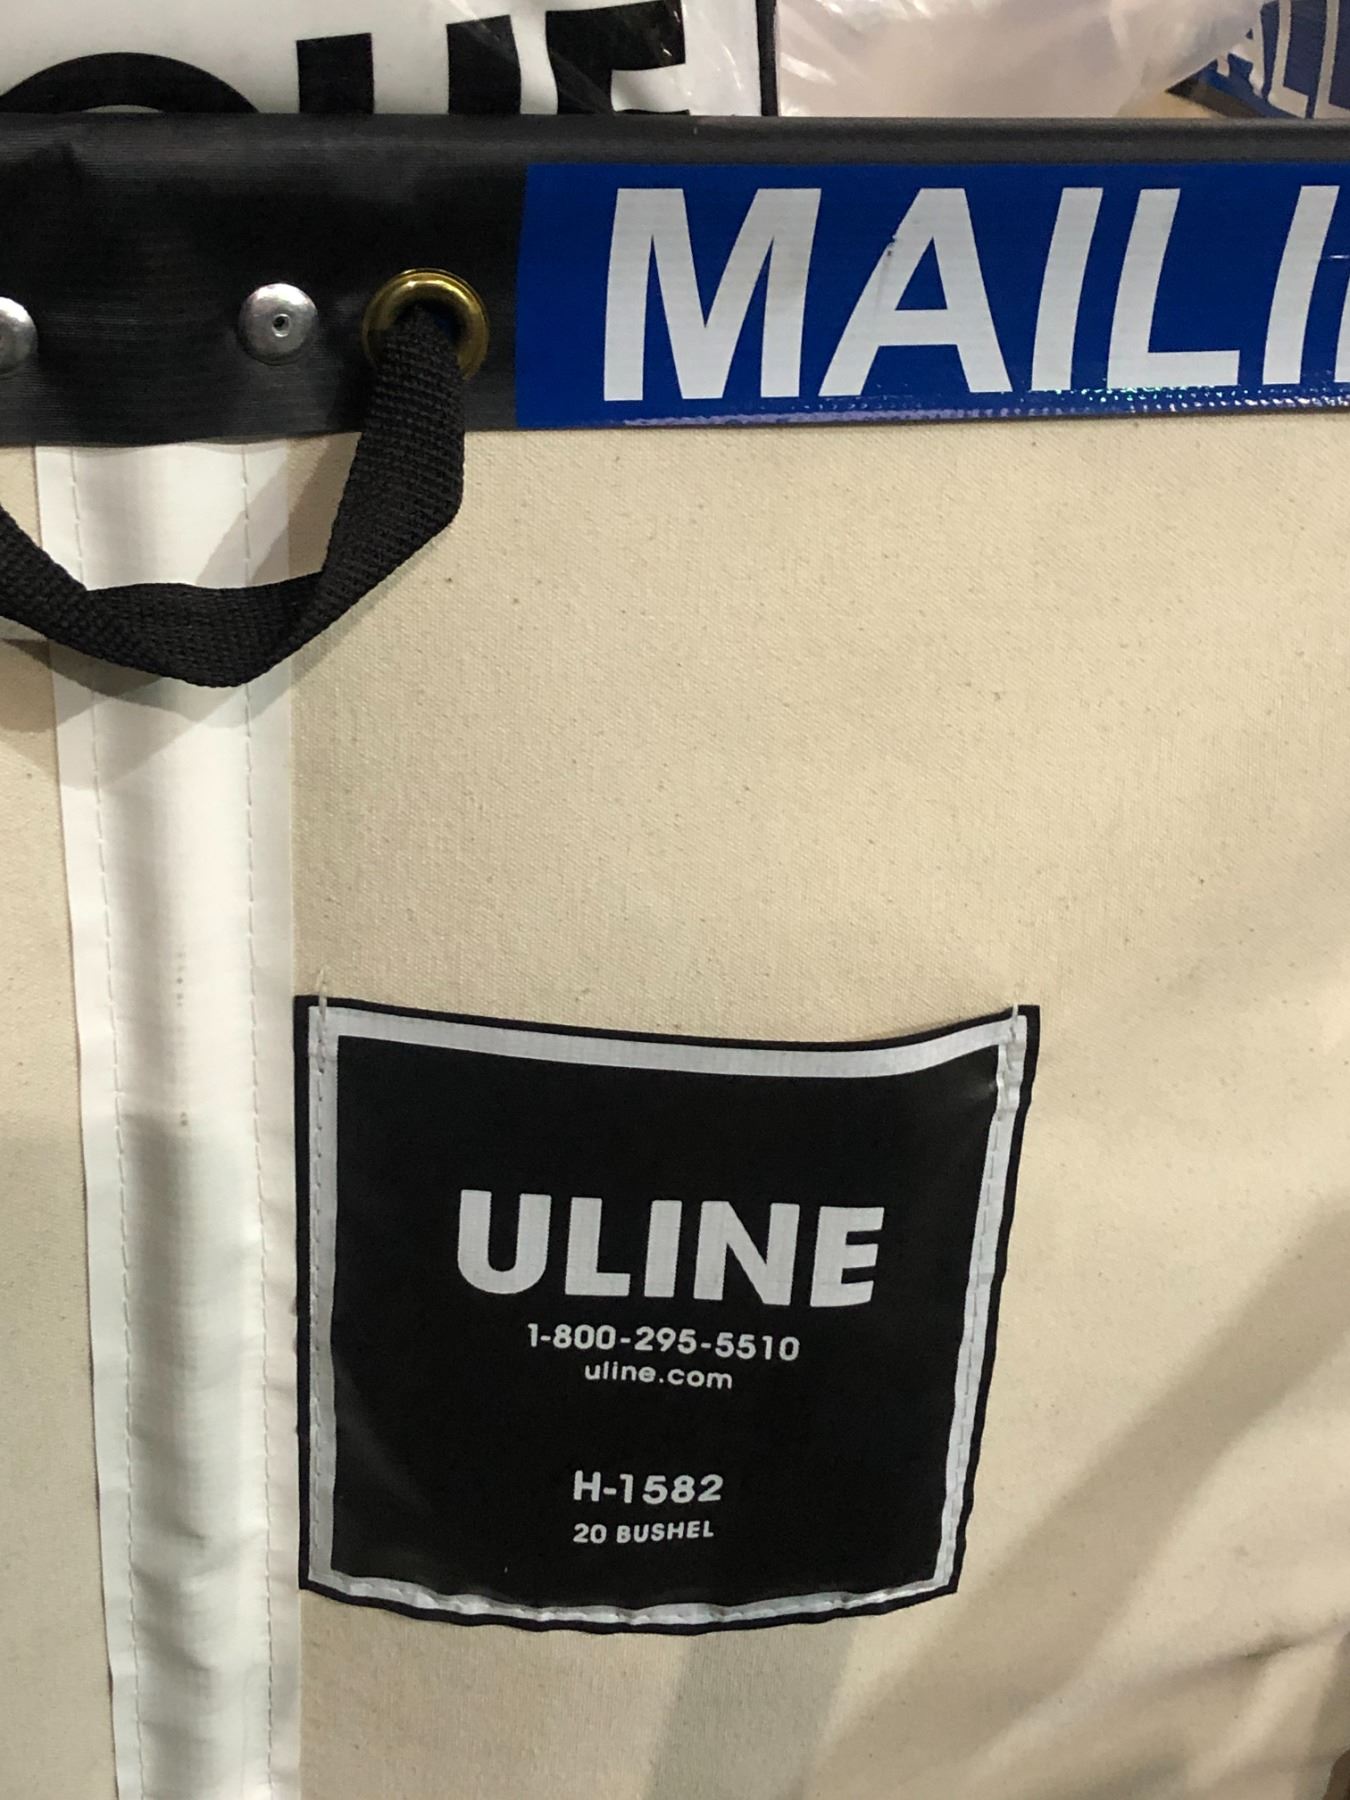 MAILI
ULINE
1-800-295-5510
uline.com
H-1582
20 BUSHEL